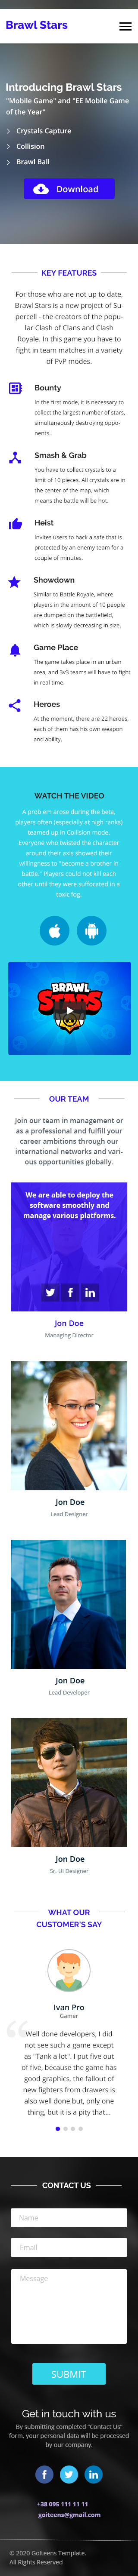 Brawl Stars
Introducing Brawl Stars
"Mobile Game" and "EE Mobile Game
of the Year"
Crystals Capture
Collision
Brawl Ball
Download
KEY FEATURES
For those who are not up to date,
Brawl Stars is a new project of Su-
percell - the creators of the popu-
lar Clash of Clans and Clash
Royale. In this game you have to
fight in team matches in a variety
of PvP modes.
Bounty
In the first mode, it is necessary to
collect the largest number of stars,
simultaneously destroying oppo-
nents.
Smash & Grab
You have to collect crystals to a
limit of 10 pieces. All crystals are in
the center of the map, which
means the battle will be hot.
Heist
Invites users to hack a safe that is
protected by an enemy team for a
couple of minutes.
Showdown
Similar to Battle Royale, where
players in the amount of 10 people
are dumped on the battlefield,
which is slowly decreasing in size.
Game Place
The game takes place in an urban
area, and 3v3 teams will have to fight
in real time.
Heroes
At the moment, there are 22 heroes,
each of them has his own weapon
and ability.
WATCH THE VIDEO
A problem arose during the beta,
players often (especially at high ranks)
teamed up in Collision mode.
Everyone who twisted the character
around their axis showed their
willingness to "become a brother in
battle." Players could not kill each
other until they were suffocated in a
toxic fog.
BRAWL
STARS
OUR TEAM
Join our team of marketing doers or
as a professional and fulfill your
career ambitions through our
international networks and vari-
ous opportunities globally.
We are able to deploy the
software smoothly and
manage various platforms.
Jon Doe
Managing Director
Jon Doe
Lead Designer
Jon Doe
Lead Developer
Jon Doe
Sr. UI Designer
WHAT OUR
CUSTOMER'S SAY
Ivan Pro
Gamer
Well done developers, I did
not see such a game except
as "Tank a lot". I put five out
of five, because the game has
good graphics, the fallout of
new fighters from drawers is
also well done but, only one
thing, but it is a pity that...
CONTACT US
Name
Email
Message
SUBMIT
Get in touch with us
By submitting completed "Contact Us"
form, your personal data will be processed
by our company.
+38 095 111 11 11
goiteens@gmail.com
© 2020 Goiteens Template.
All Rights Reserved